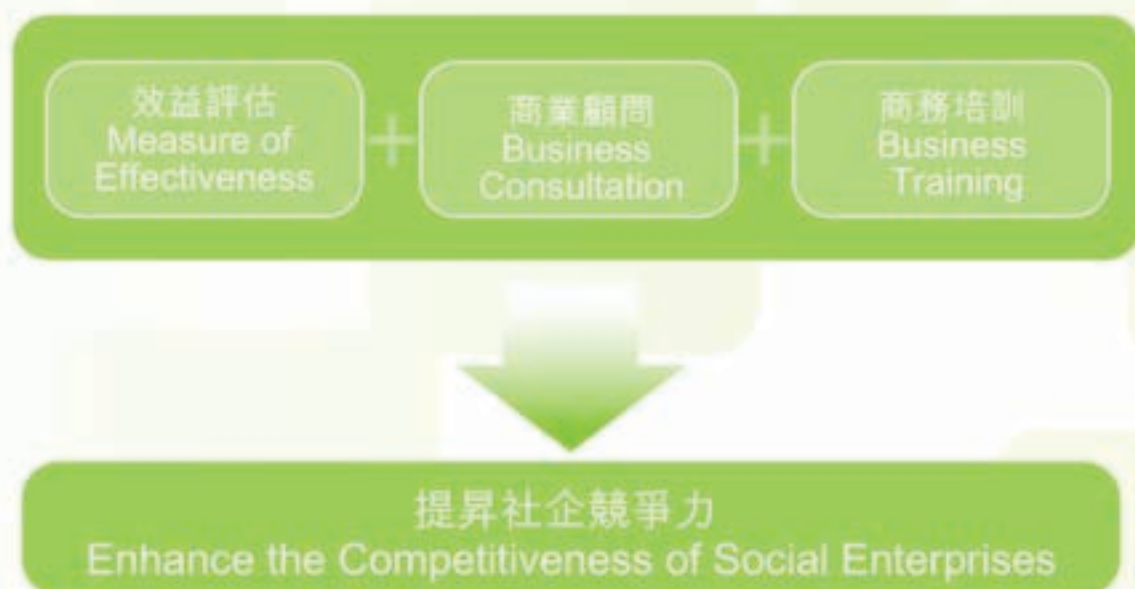 效益評估
Measure of
Effectiveness
+
商業顧問
Business
Consultation
+
商務培訓
Business
Training
提昇社企競爭力
Enhance the Competitiveness of Social Enterprises